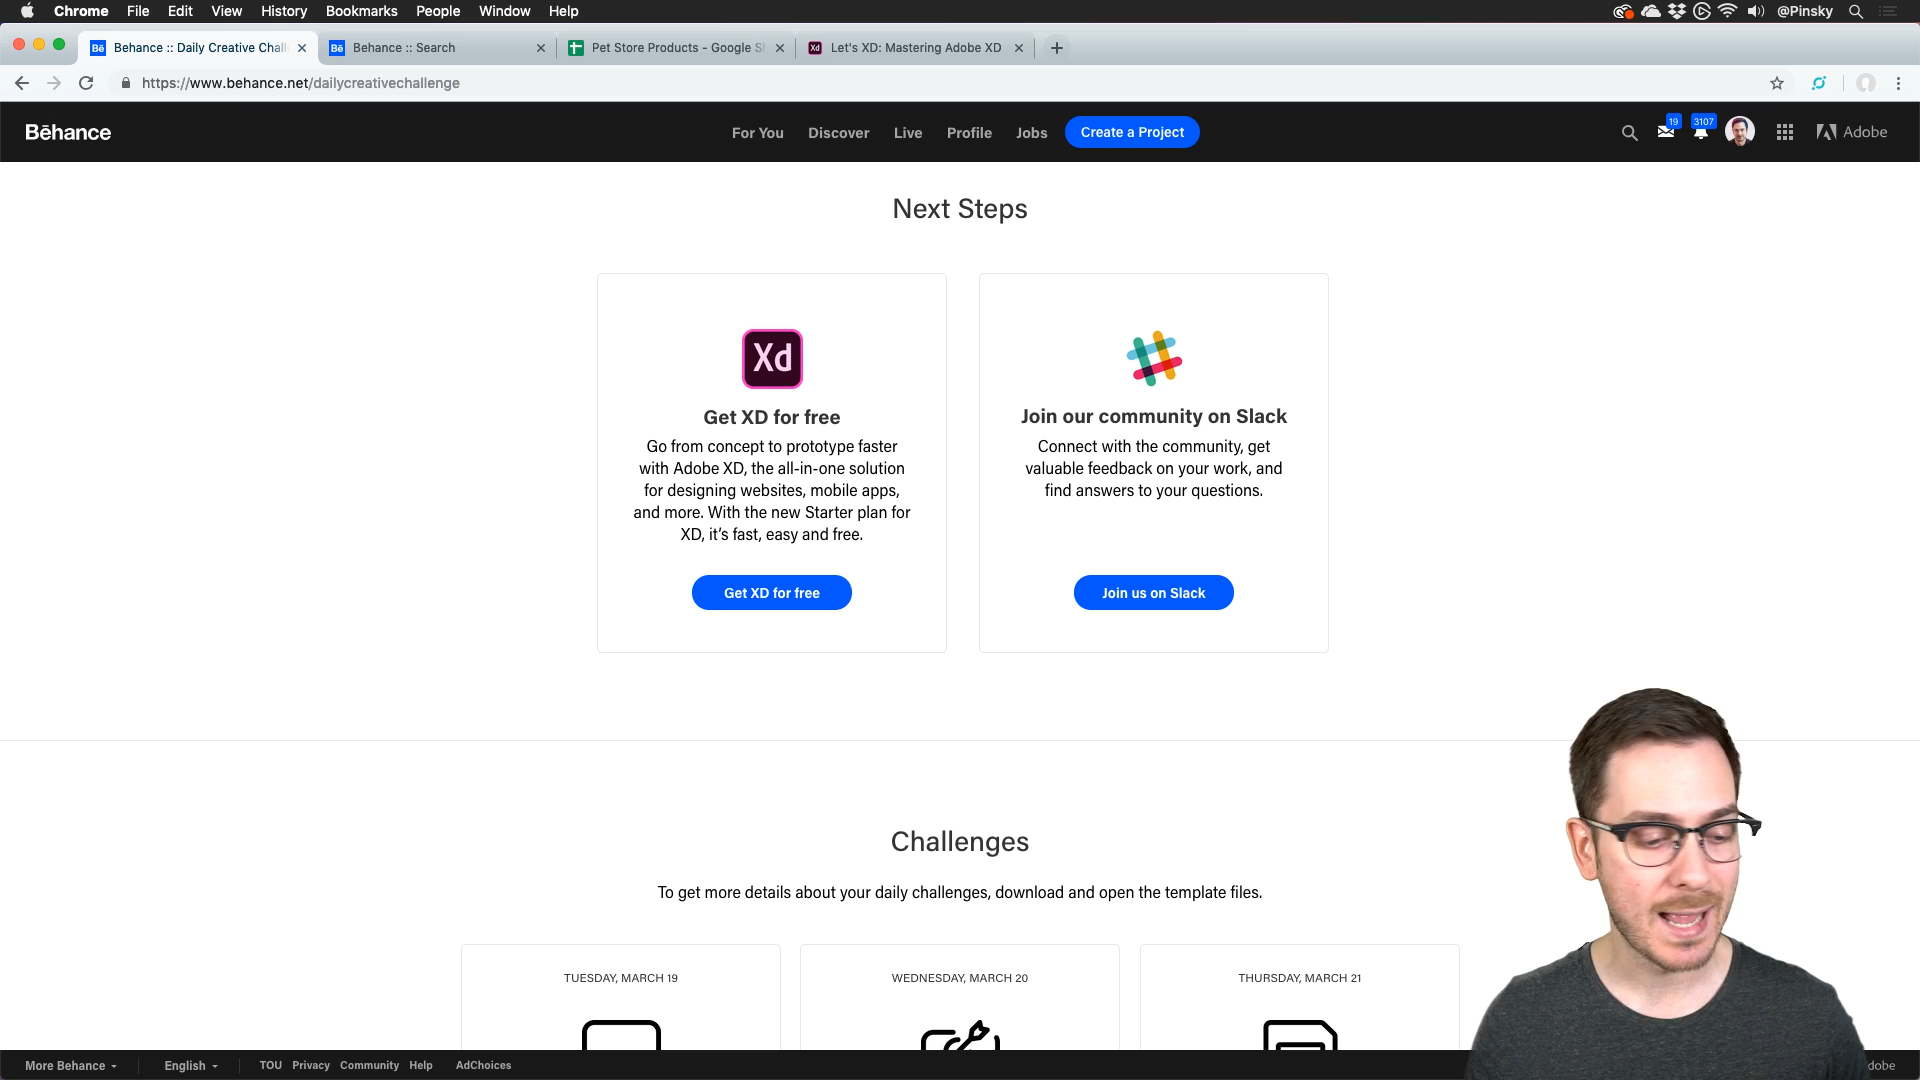 Chrome File Edit View History Bookmarks People Window Help @Pinsky
Bē Behance :: Daily Creative Chall
Bē Behance :: Search
Pet Store Products - Google Sh
Xd Let's XD: Mastering Adobe XD
https://www.behance.net/dailycreativechallenge
Bēhance For You Discover Live Profile Jobs Create a Project 19 3107 Adobe
Next Steps
Xd
Get XD for free
Go from concept to prototype faster
with Adobe XD, the all-in-one solution
for designing websites, mobile apps,
and more. With the new Starter plan for
XD, it's fast, easy and free.
Get XD for free
Join our community on Slack
Connect with the community, get
valuable feedback on your work, and
find answers to your questions.
Join us on Slack
Challenges
To get more details about your daily challenges, download and open the template files.
TUESDAY, MARCH 19
WEDNESDAY, MARCH 20
THURSDAY, MARCH 21
More Behance English TOU Privacy Community Help AdChoices dobe